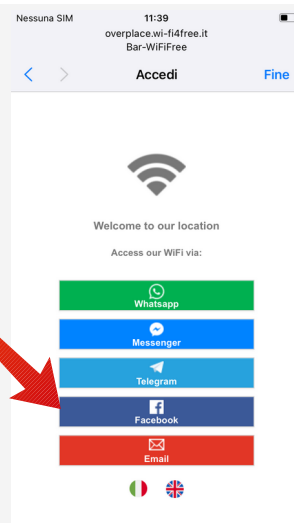 Nessuna SIM 11:39
overplace.wi-fi4free.it
Bar-WiFiFree
Accedi Fine
Welcome to our location
Access our WiFi via:
Whatsapp
Messenger
Telegram
Facebook
Email